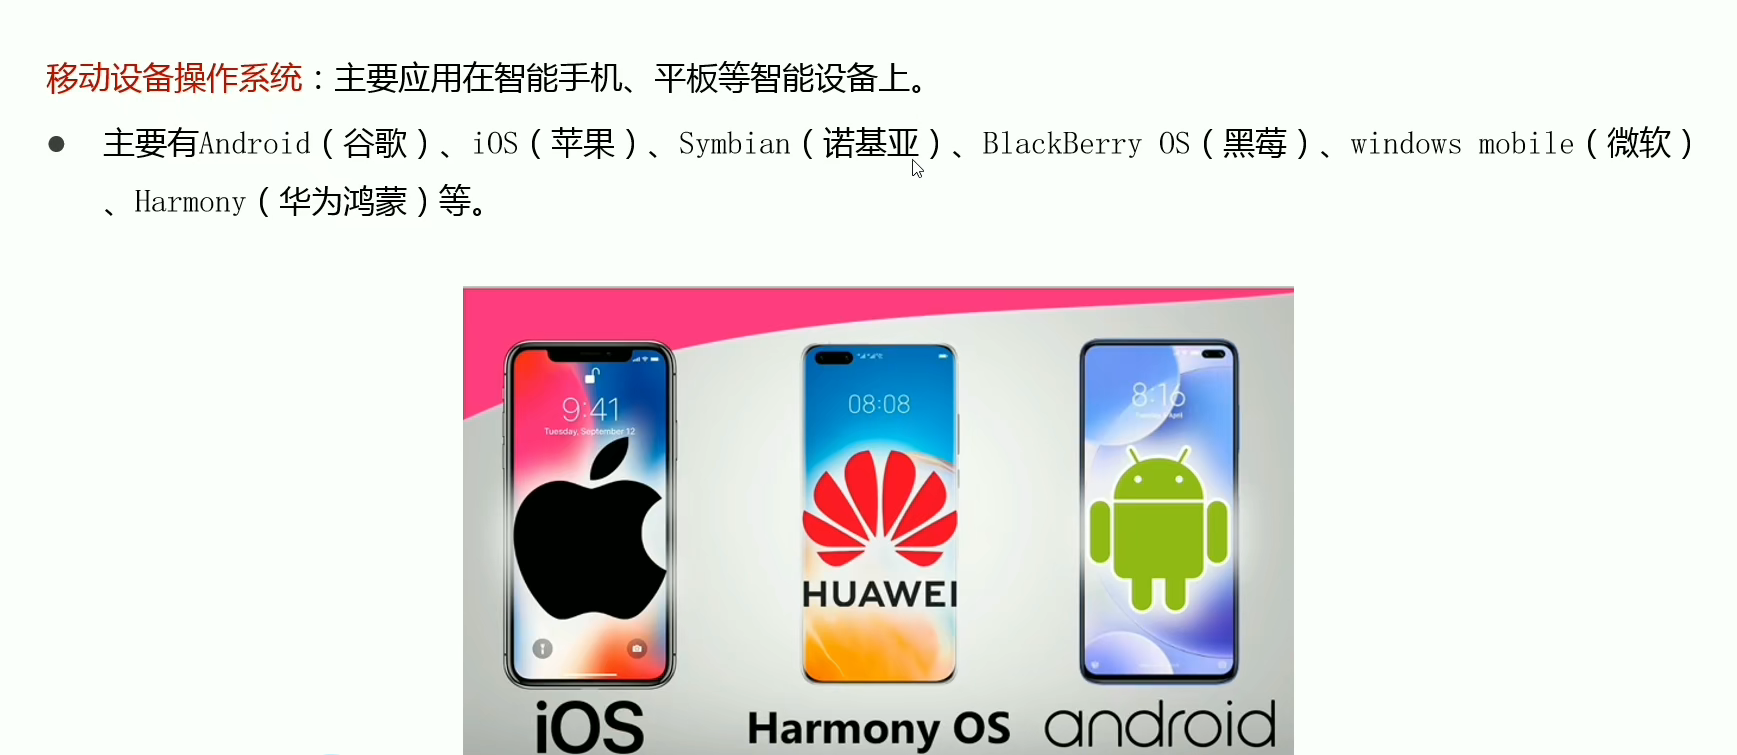 移动设备操作系统：主要应用在智能手机、平板等智能设备上。
● 主要有Android（谷歌）、iOS（苹果）、Symbian（诺基亚）、BlackBerry OS（黑莓）、windows mobile（微软）
、Harmony（华为鸿蒙）等。
9:41
Tuesday, September 12
08:08
8:16
HUAWEI
iOS
Harmony OS
android